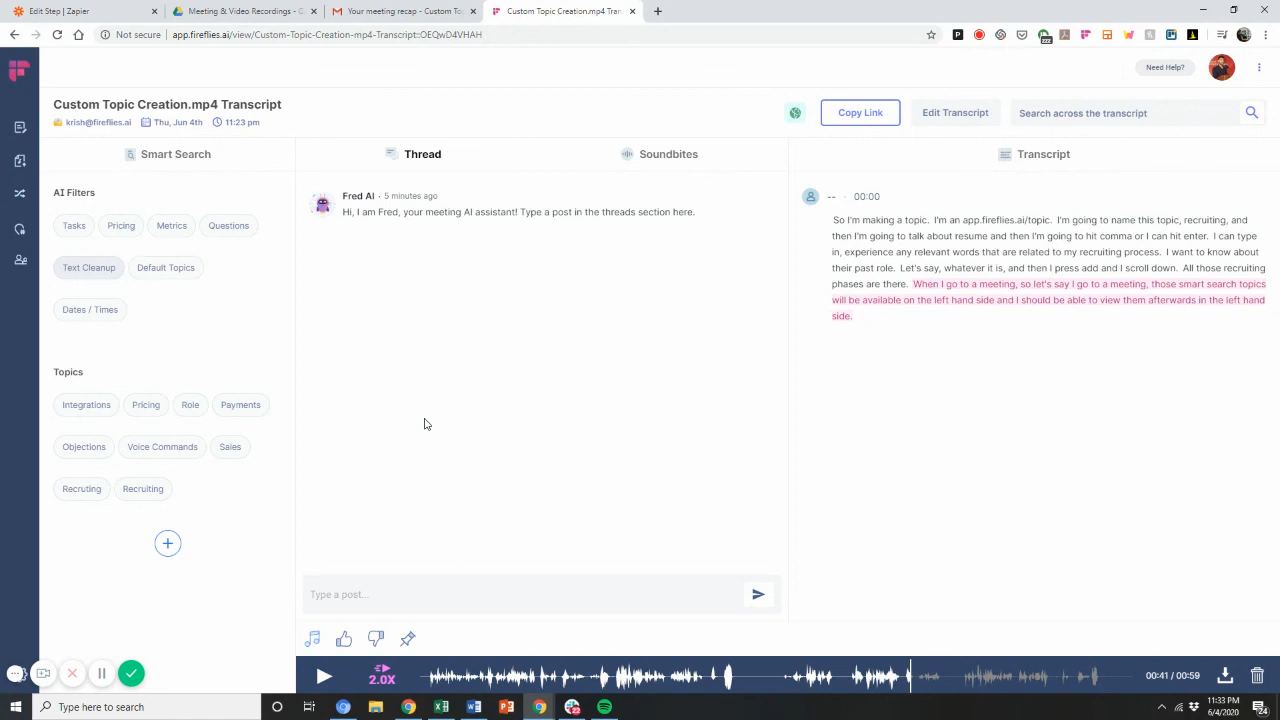 Edit Step | Zapier
Meeting & Video Recordings - G
Your meeting recap - Custom Top
Custom Topic Creation.mp4 Trans
Not secure | app.fireflies.ai/view/Custom-Topic-Creation-mp4-Transcript::OEQwD4VHAH
Need Help?
Custom Topic Creation.mp4 Transcript
krish@fireflies.ai Thu, Jun 4th 11:23 pm
Copy Link
Edit Transcript
Search across the transcript
Smart Search
Thread
Soundbites
Transcript
AI Filters
Tasks
Pricing
Metrics
Questions
Text Cleanup
Default Topics
Dates / Times
Topics
Integrations
Pricing
Role
Payments
Objections
Voice Commands
Sales
Recruting
Recruiting
Fred AI · 5 minutes ago
Hi, I am Fred, your meeting AI assistant! Type a post in the threads section here.
Type a post...
-- · 00:00
So I'm making a topic. I'm an app.fireflies.ai/topic. I'm going to name this topic, recruiting, and
then I'm going to talk about resume and then I'm going to hit comma or I can hit enter. I can type
in, experience any relevant words that are related to my recruiting process. I want to know about
their past role. Let's say, whatever it is, and then I press add and I scroll down. All those recruiting
phases are there. When I go to a meeting, so let's say I go to a meeting, those smart search topics
will be available on the left hand side and I should be able to view them afterwards in the left hand
side.
2.0X
00:41 / 00:59
Type here to search
11:33 PM
6/4/2020